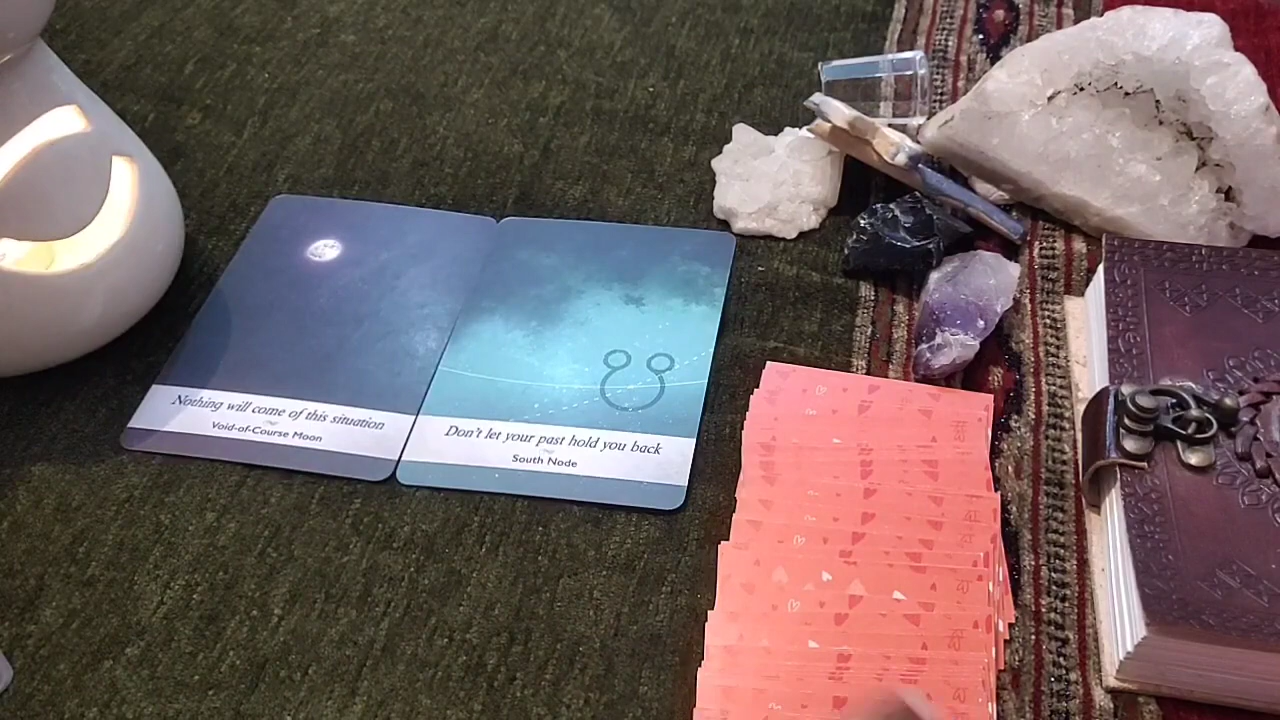 Nothing will come of this situation
Void-of-Course Moon
Don't let your past hold you back
South Node